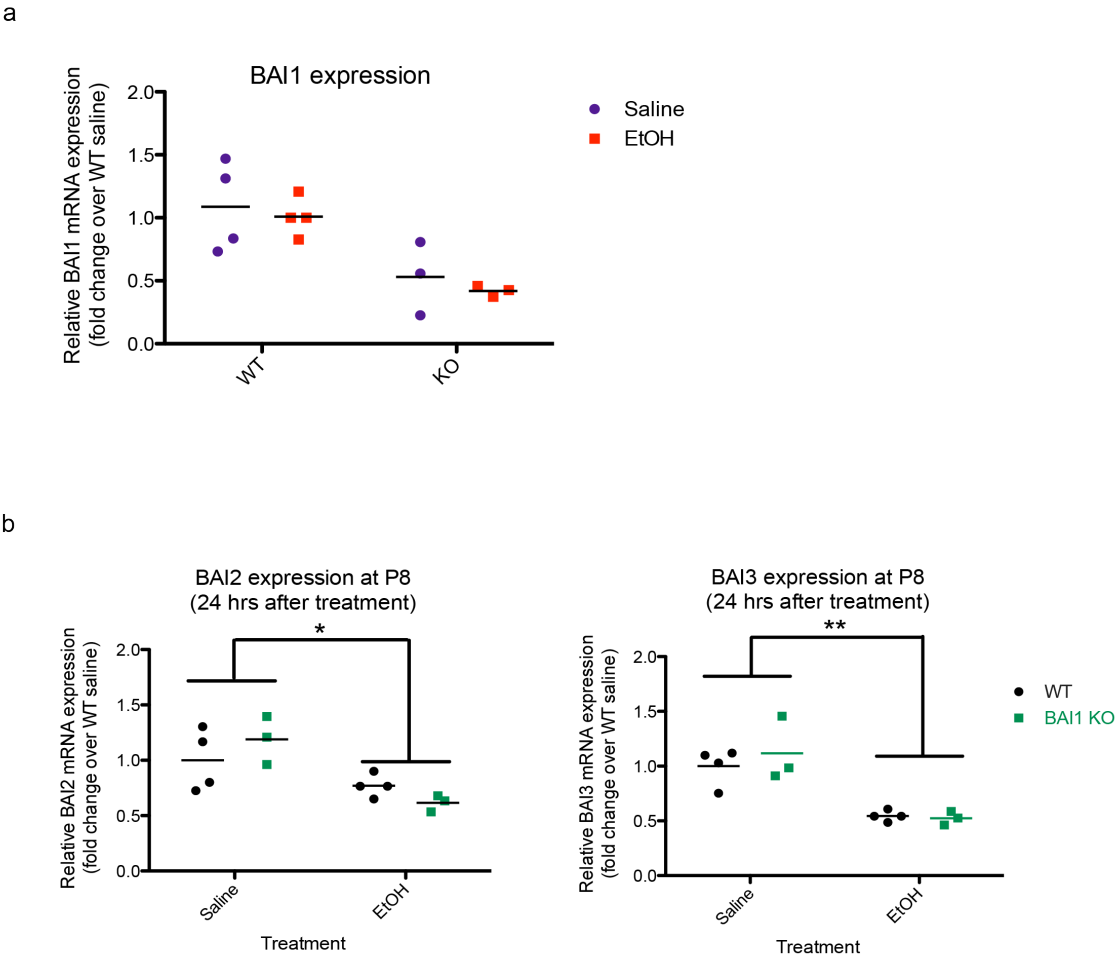 a
BAI1 expression
Relative BAI1 mRNA expression
(fold change over WT saline)
2.0
1.5
1.0
0.5
0.0
WT
KO
Saline
EtOH
b
BAI2 expression at P8
(24 hrs after treatment)
*
Relative BAI2 mRNA expression
(fold change over WT saline)
2.0
1.5
1.0
0.5
0.0
Saline
EtOH
Treatment
BAI3 expression at P8
(24 hrs after treatment)
**
Relative BAI3 mRNA expression
(fold change over WT saline)
2.0
1.5
1.0
0.5
0.0
Saline
EtOH
Treatment
WT
BAI1 KO